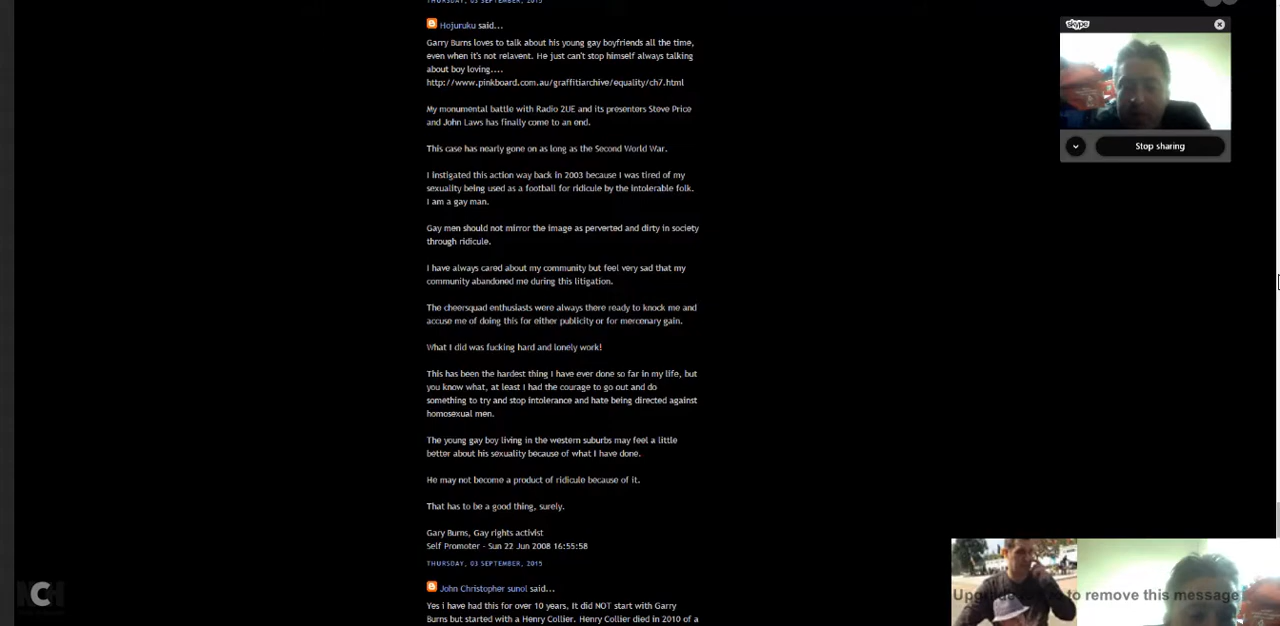 THURSDAY, 03 SEPTEMBER, 2015
Hojuruku said...
Garry Burns loves to talk about his young gay boyfriends all the time,
even when it's not relavent. He just can't stop himself always talking
about boy loving....
http://www.pinkboard.com.au/graffitiarchive/equality/ch7.html
My monumental battle with Radio 2UE and its presenters Steve Price
and John Laws has finally come to an end.
This case has nearly gone on as long as the Second World War.
I instigated this action way back in 2003 because I was tired of my
sexuality being used as a football for ridicule by the intolerable folk.
I am a gay man.
Gay men should not mirror the image as perverted and dirty in society
through ridicule.
I have always cared about my community but feel very sad that my
community abandoned me during this litigation.
The cheersquad enthusiasts were always there ready to knock me and
accuse me of doing this for either publicity or for mercenary gain.
What I did was fucking hard and lonely work!
This has been the hardest thing I have ever done so far in my life, but
you know what, at least I had the courage to go out and do
something to try and stop intolerance and hate being directed against
homosexual men.
The young gay boy living in the western suburbs may feel a little
better about his sexuality because of what I have done.
He may not become a product of ridicule because of it.
That has to be a good thing, surely.
Gary Burns, Gay rights activist
Self Promoter - Sun 22 Jun 2008 16:55:58
THURSDAY, 03 SEPTEMBER, 2015
John Christopher sunol said...
Yes i have had this for over 10 years, It did NOT start with Garry
Burns but started with a Henry Collier. Henry Collier died in 2010 of a
skype
Stop sharing
NCH
to remove this message